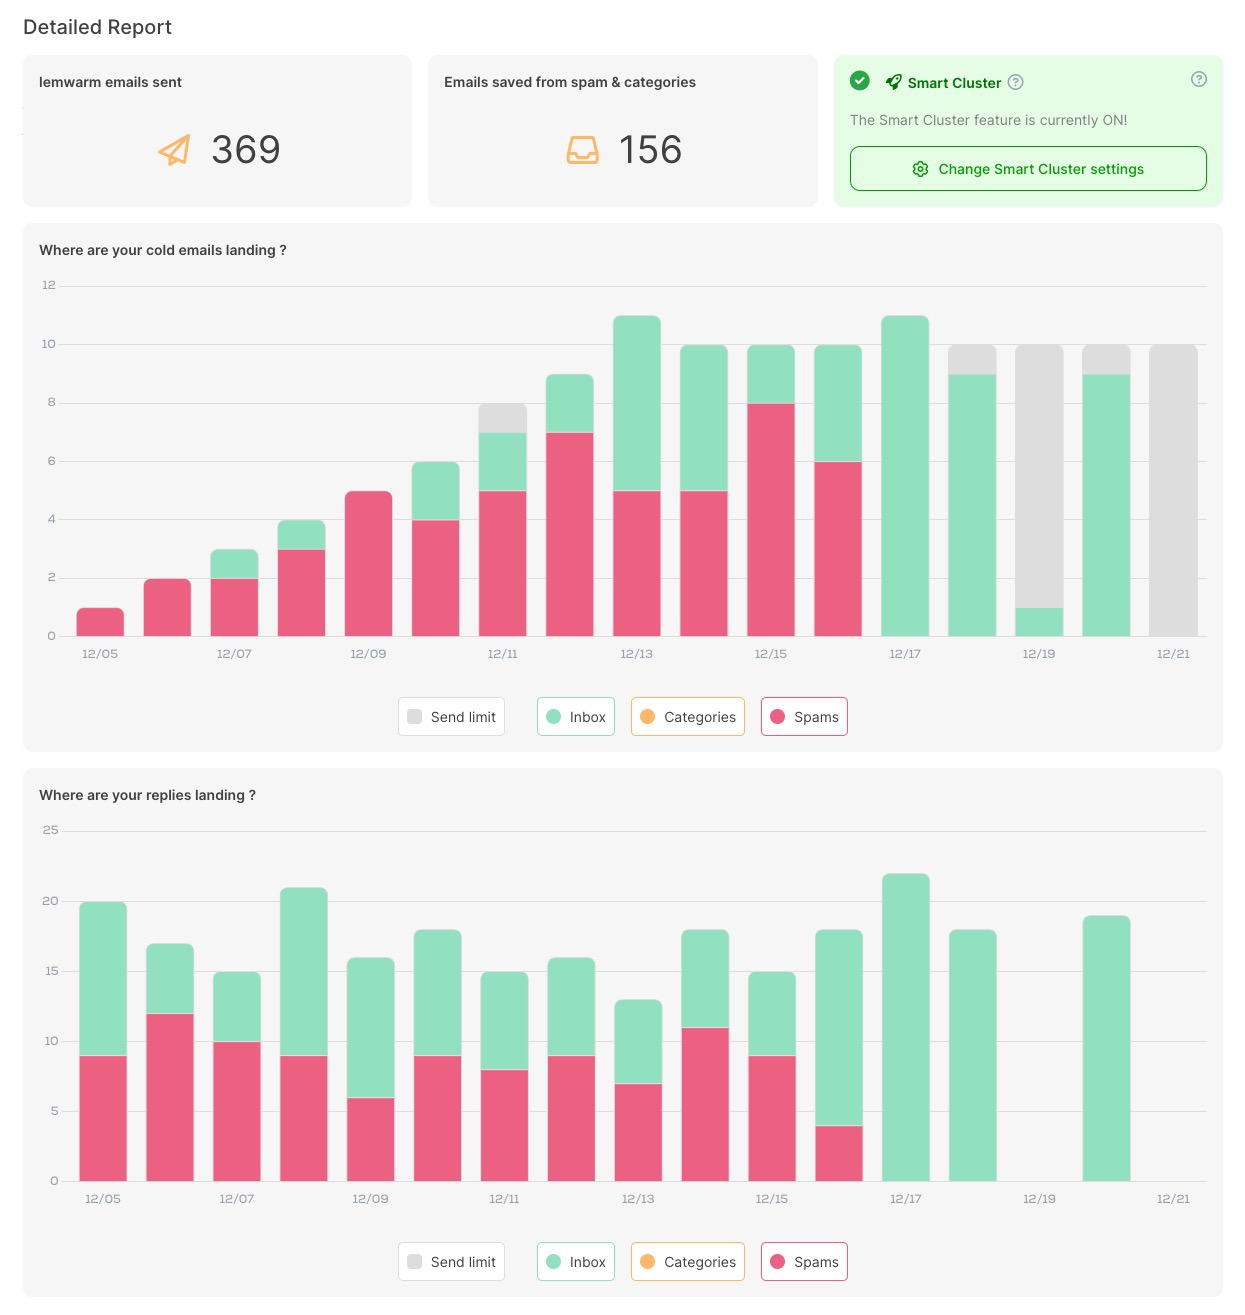 Detailed Report
lemwarm emails sent
369
Emails saved from spam & categories
156
Smart Cluster
The Smart Cluster feature is currently ON!
Change Smart Cluster settings
Where are your cold emails landing ?
12
10
8
6
4
2
0
12/05 12/07 12/09 12/11 12/13 12/15 12/17 12/19 12/21
Send limit Inbox Categories Spams
Where are your replies landing ?
25
20
15
10
5
0
12/05 12/07 12/09 12/11 12/13 12/15 12/17 12/19 12/21
Send limit Inbox Categories Spams